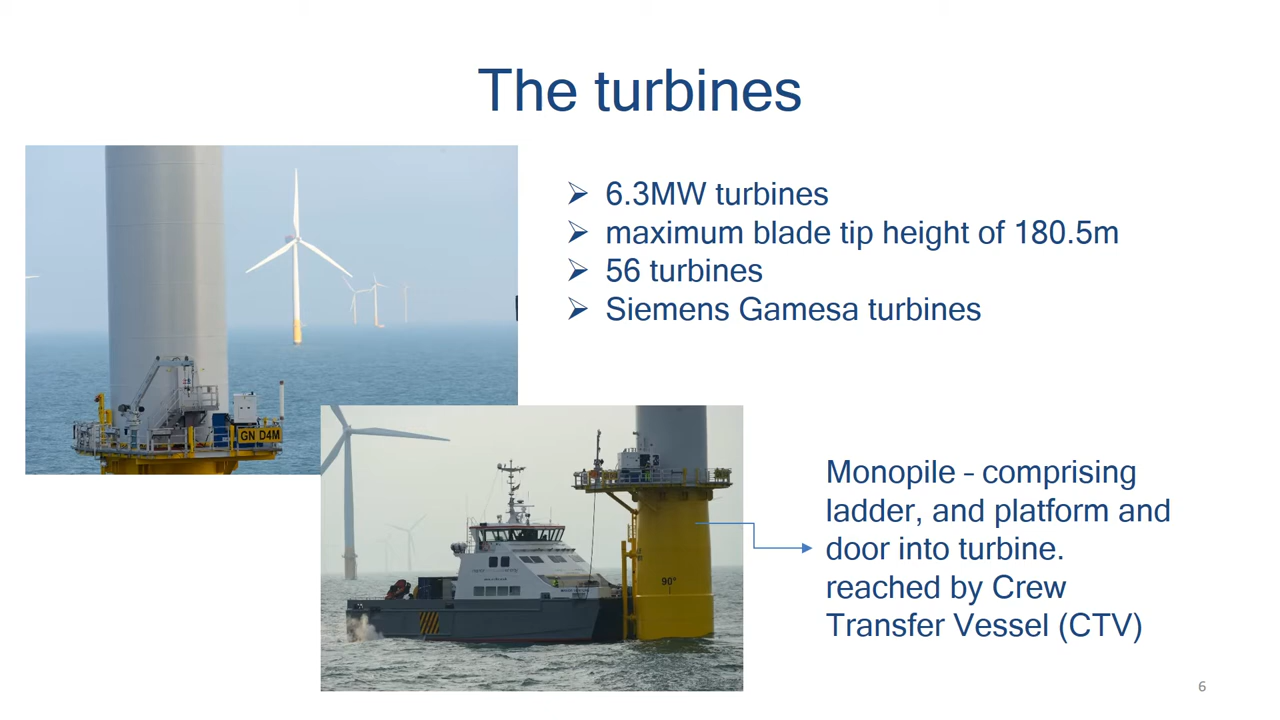 The turbines
6.3MW turbines
maximum blade tip height of 180.5m
56 turbines
Siemens Gamesa turbines
GN D4M
90°
Monopile - comprising
ladder, and platform and
door into turbine.
reached by Crew
Transfer Vessel (CTV)
6